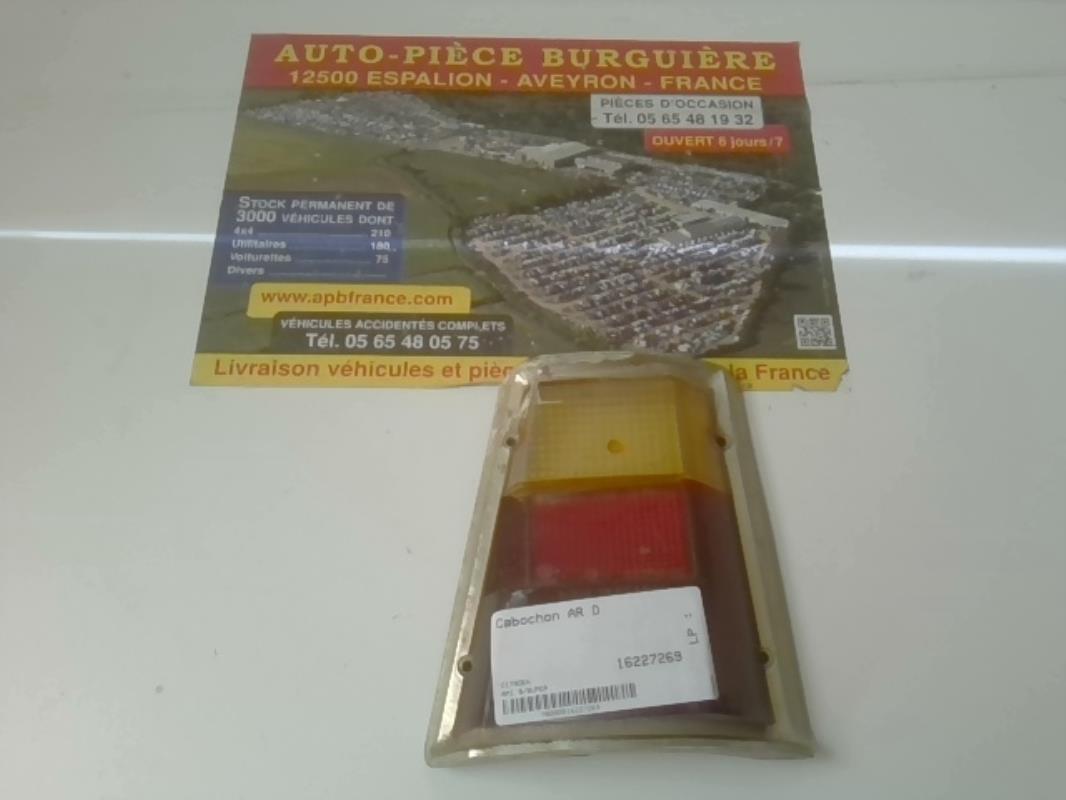 AUTO-PIÈCE BURGUIÈRE
12500 ESPALION - AVEYRON - FRANCE
PIÈCES D'OCCASION
Tél. 05 65 48 19 32
OUVERT 6 jours/7
STOCK PERMANENT DE
3000 VÉHICULES DONT
4x4 210
Utilitaires 180
Voiturettes 75
Divers
www.apbfrance.com
VÉHICULES ACCIDENTÉS COMPLETS
Tél. 05 65 48 05 75
Livraison véhicules et pièc la France
Cabochon AR D
LP
16227269
CITROEN